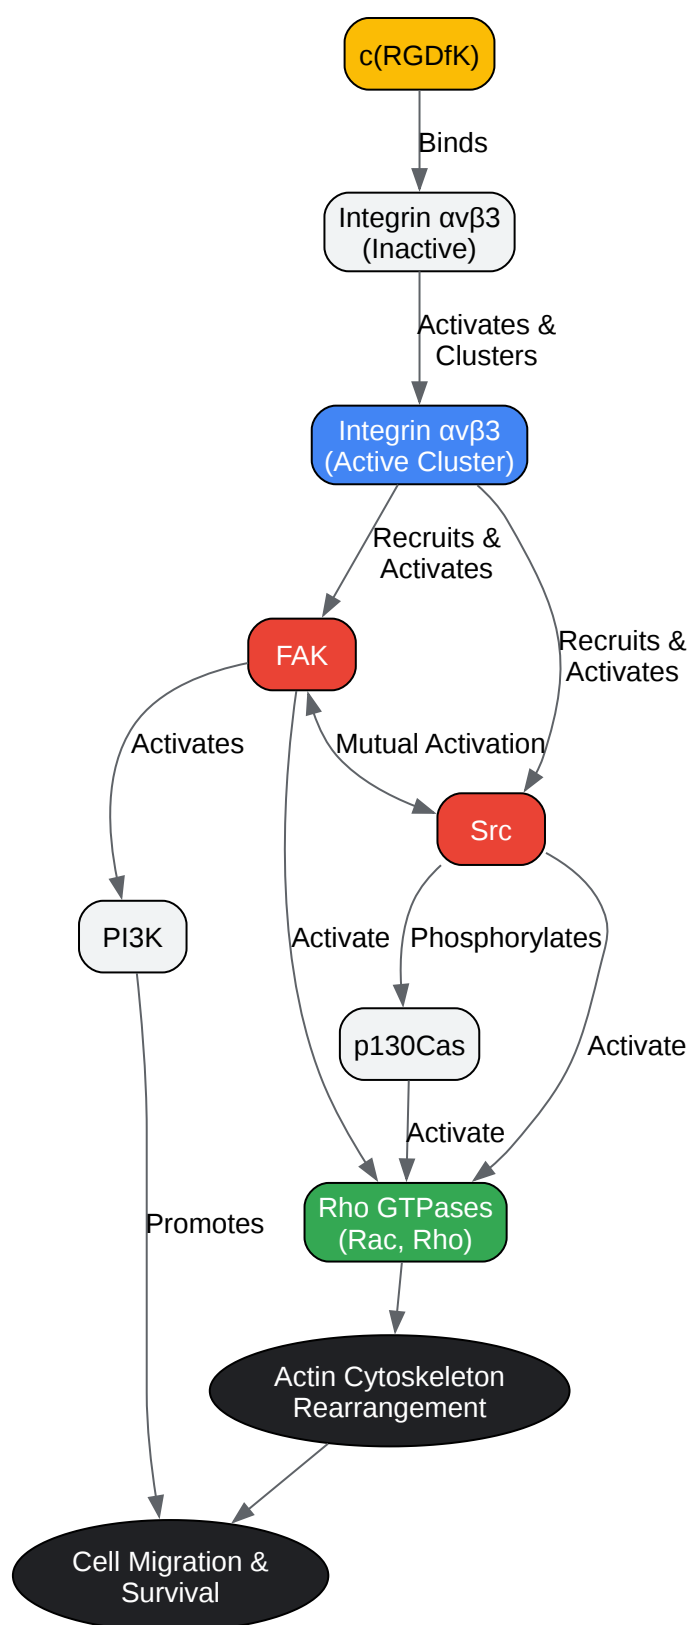 c(RGDfK)
Binds
Integrin αvβ3
(Inactive)
Activates &
Clusters
Integrin αvβ3
(Active Cluster)
Recruits &
Activates
Recruits &
Activates
FAK
Activates
Mutual Activation
Src
PI3K
Activate
Phosphorylates
p130Cas
Activate
Activate
Rho GTPases
(Rac, Rho)
Promotes
Actin Cytoskeleton
Rearrangement
Cell Migration &
Survival